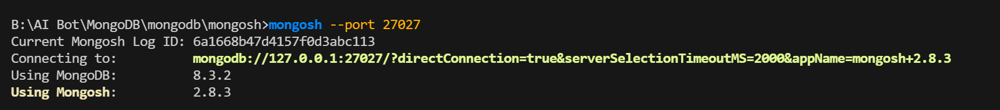 B:\AI Bot\MongoDB\mongodb\mongosh>mongosh --port 27027
Current Mongosh Log ID: 6a1668b47d4157f0d3abc113
Connecting to: mongodb://127.0.0.1:27027/?directConnection=true&serverSelectionTimeoutMS=2000&appName=mongosh+2.8.3
Using MongoDB: 8.3.2
Using Mongosh: 2.8.3